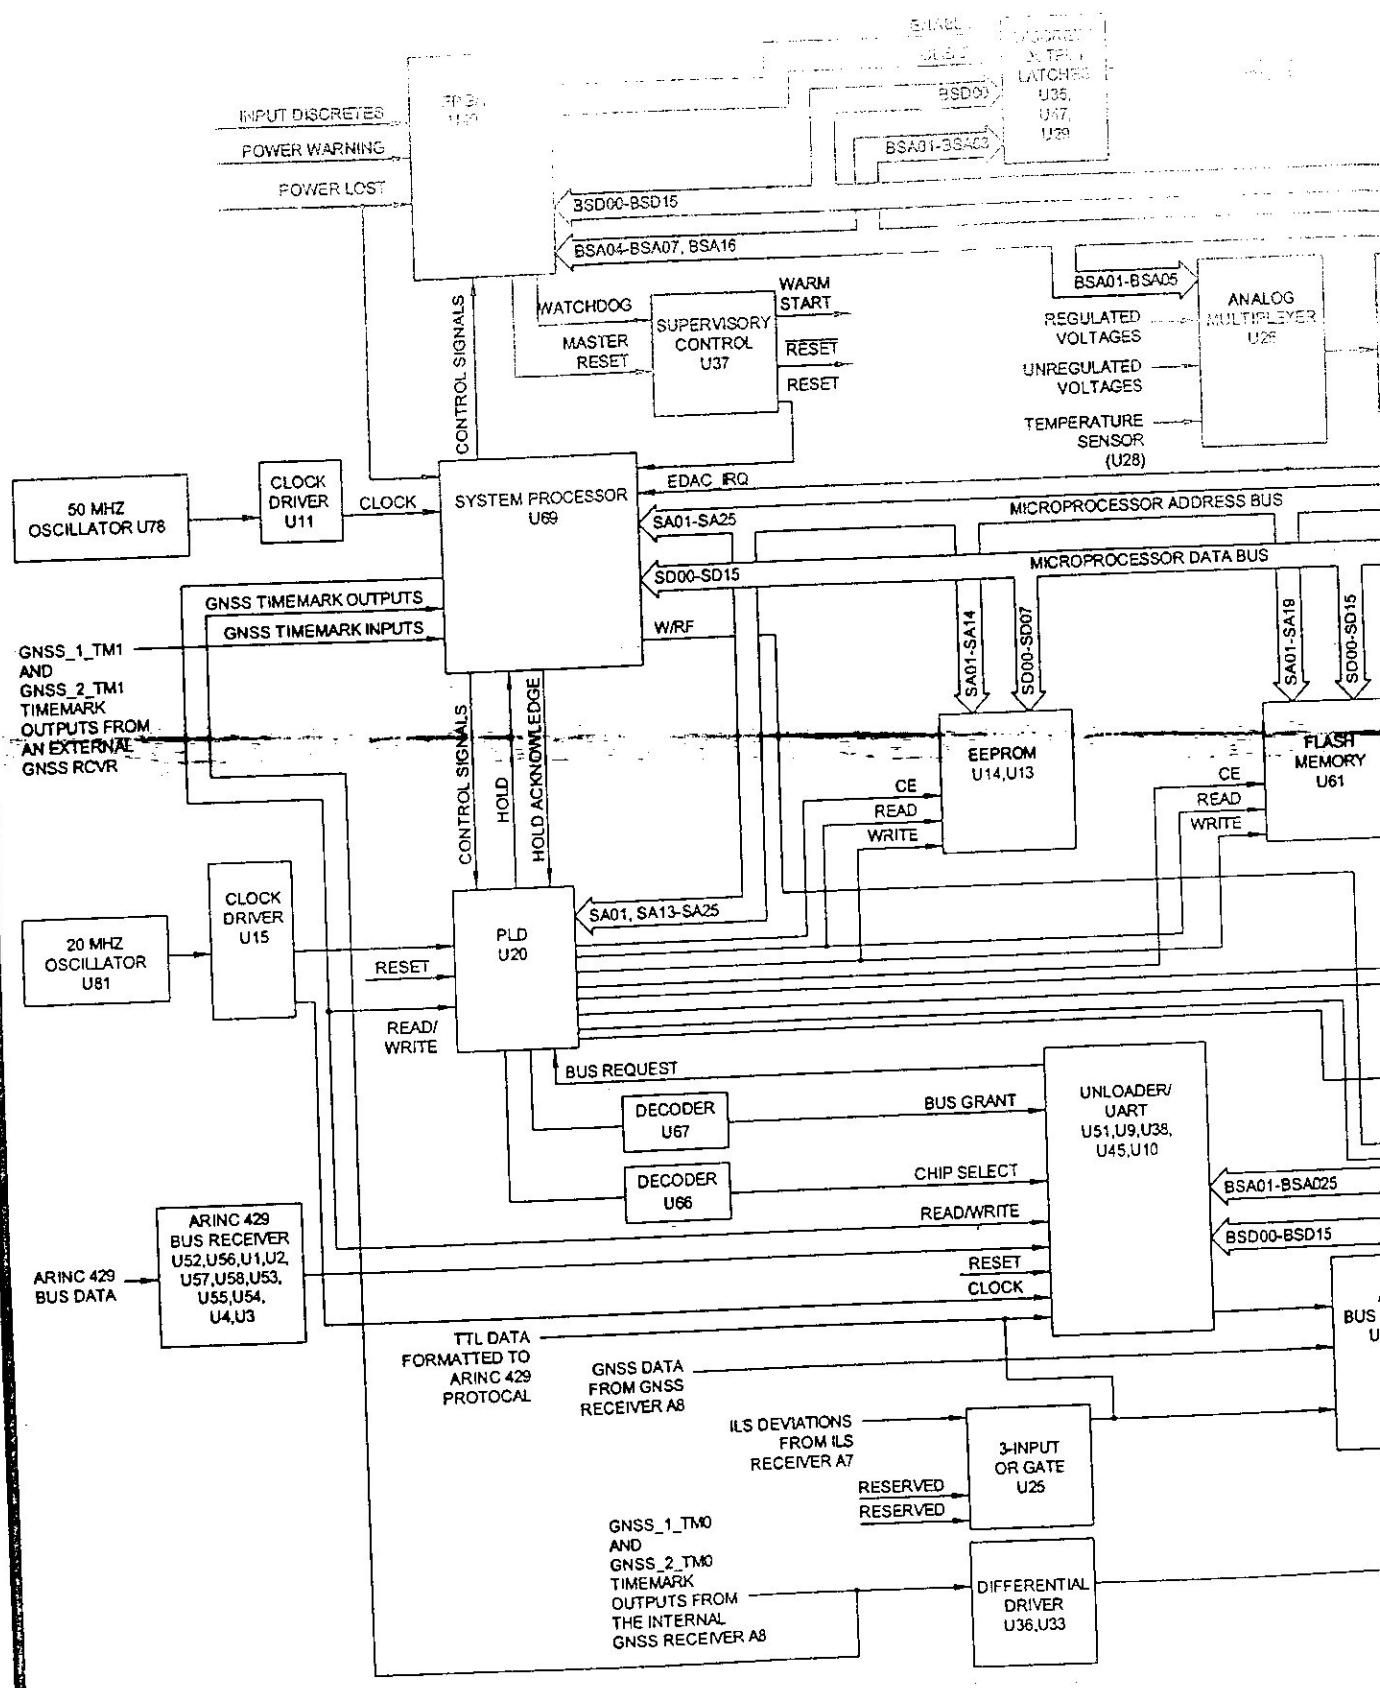 LATCHES
U35,
U47,
U39
BSD00
INPUT DISCRETES
POWER WARNING
BSA01-BSA03
POWER LOST
BSD00-BSD15
BSA04-BSA07, BSA16
WATCHDOG
MASTER
RESET
SUPERVISORY
CONTROL
U37
WARM
START
RESET
RESET
CONTROL SIGNALS
BSA01-BSA05
REGULATED
VOLTAGES
UNREGULATED
VOLTAGES
TEMPERATURE
SENSOR
(U28)
ANALOG
MULTIPLEXER
50 MHZ
OSCILLATOR U78
CLOCK
DRIVER
U11
CLOCK
SYSTEM PROCESSOR
U69
EDAC IRQ
SA01-SA25
MICROPROCESSOR ADDRESS BUS
SD00-SD15
MICROPROCESSOR DATA BUS
GNSS TIMEMARK OUTPUTS
GNSS TIMEMARK INPUTS
W/RF
GNSS_1_TM1
AND
GNSS_2_TM1
TIMEMARK
OUTPUTS FROM
AN EXTERNAL
GNSS RCVR
SA01-SA14
SD00-SD07
SA01-SA19
SD00-SD15
CONTROL SIGNALS
HOLD
HOLD ACKNOWLEDGE
EEPROM
U14,U13
CE
READ
WRITE
FLASH
MEMORY
U61
CE
READ
WRITE
CLOCK
DRIVER
U15
20 MHZ
OSCILLATOR
U81
PLD
U20
SA01, SA13-SA25
RESET
READ/
WRITE
BUS REQUEST
DECODER
U67
BUS GRANT
DECODER
U66
CHIP SELECT
UNLOADER/
UART
U51,U9,U38,
U45,U10
BSA01-BSA025
BSD00-BSD15
READ/WRITE
RESET
CLOCK
ARINC 429
BUS DATA
ARINC 429
BUS RECEIVER
U52,U56,U1,U2,
U57,U58,U53,
U55,U54,
U4,U3
TTL DATA
FORMATTED TO
ARINC 429
PROTOCAL
GNSS DATA
FROM GNSS
RECEIVER A8
BUS
U
ILS DEVIATIONS
FROM ILS
RECEIVER A7
RESERVED
RESERVED
3-INPUT
OR GATE
U25
GNSS_1_TM0
AND
GNSS_2_TM0
TIMEMARK
OUTPUTS FROM
THE INTERNAL
GNSS RECEIVER A8
DIFFERENTIAL
DRIVER
U36,U33